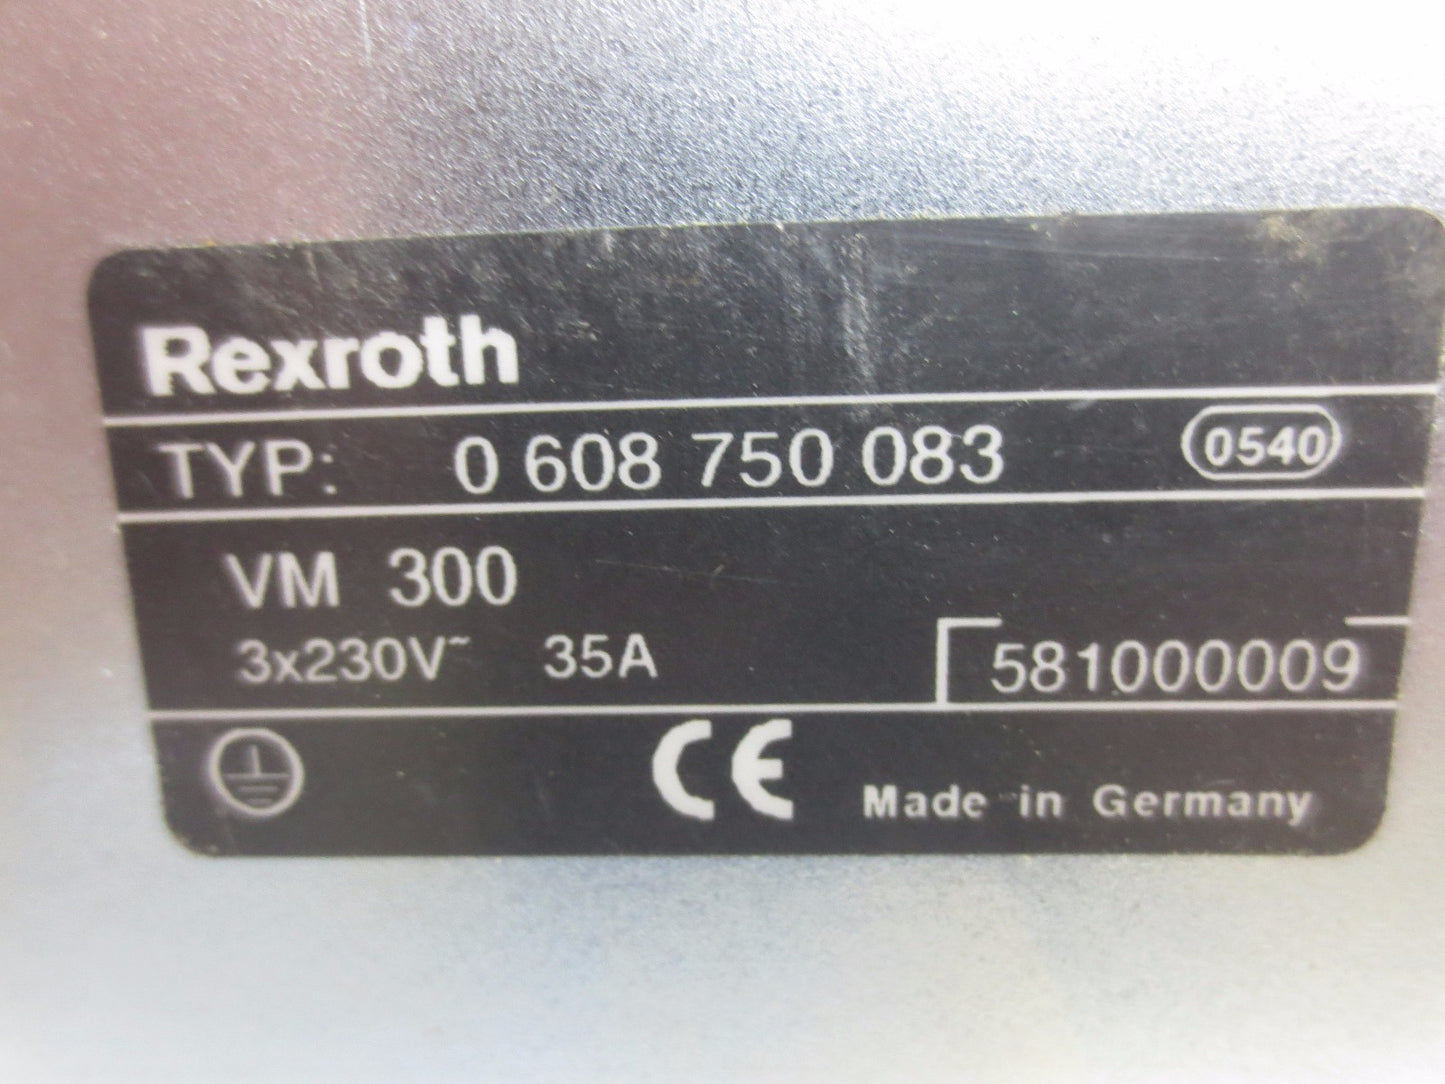 Rexroth
TYP: 0 608 750 083 0540
VM 300
3x230V~ 35A 581000009
CE Made in Germany